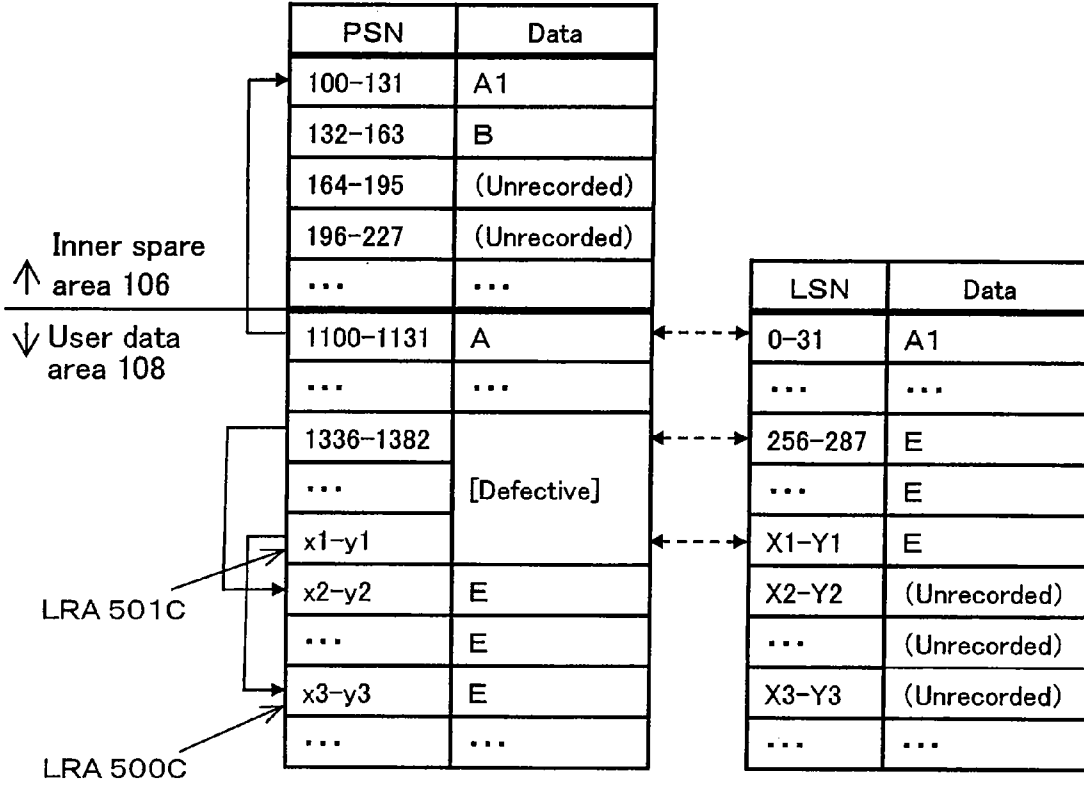 PSN Data
100-131 A1
132-163 B
164-195 (Unrecorded)
196-227 (Unrecorded)
... ...
1100-1131 A
... ...
1336-1382 [Defective]
...
x1-y1
x2-y2 E
... E
x3-y3 E
... ...
Inner spare
area 106
User data
area 108
LRA 501C
LRA 500C
LSN Data
0-31 A1
... ...
256-287 E
... E
X1-Y1 E
X2-Y2 (Unrecorded)
... (Unrecorded)
X3-Y3 (Unrecorded)
... ...